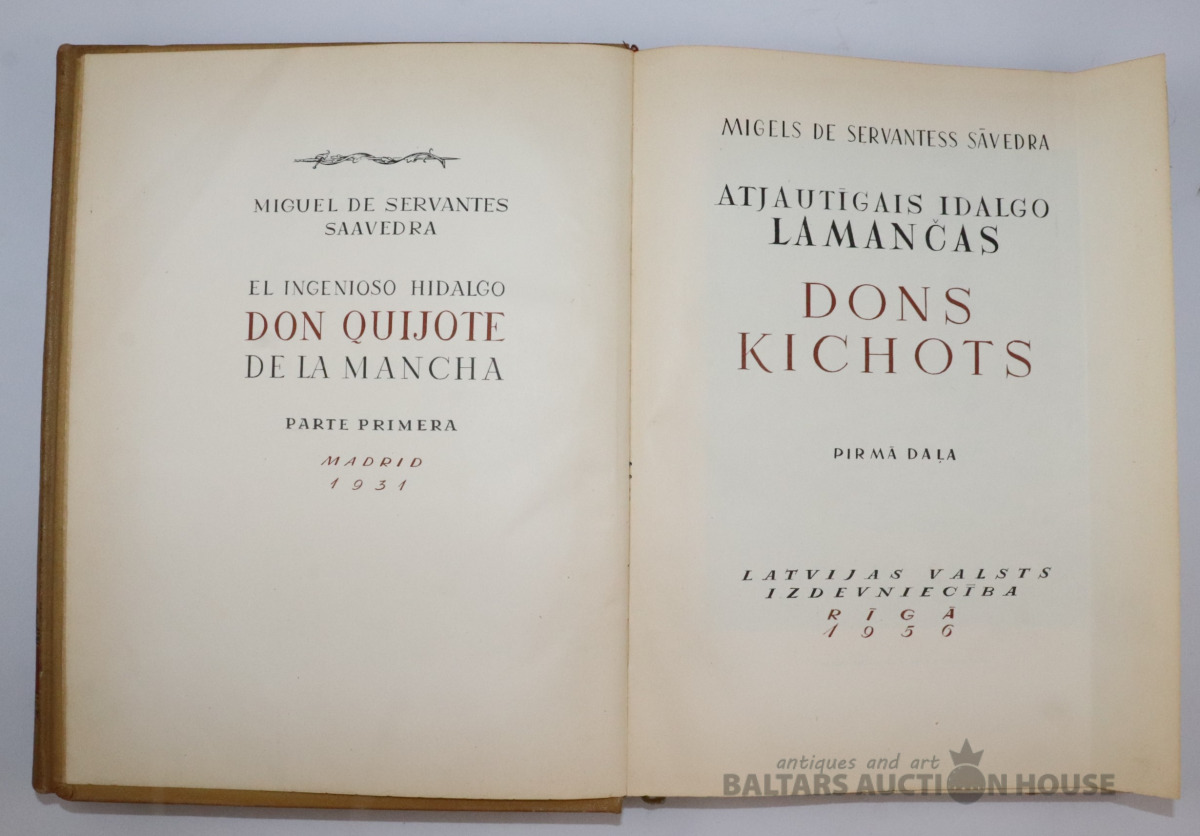 MIGUEL DE SERVANTES
SAAVEDRA
EL INGENIOSO HIDALGO
DON QUIJOTE
DE LA MANCHA
PARTE PRIMERA
MADRID
1931
MIGELS DE SERVANTESS SĀVEDRA
ATJAUTĪGAIS IDALGO
LAMANČAS
DONS
KICHOTS
PIRMĀ DAĻA
LATVIJAS VALSTS
IZDEVNIECĪBA
RĪGĀ
1956
antiques and art
BALTARS AUCTION HOUSE